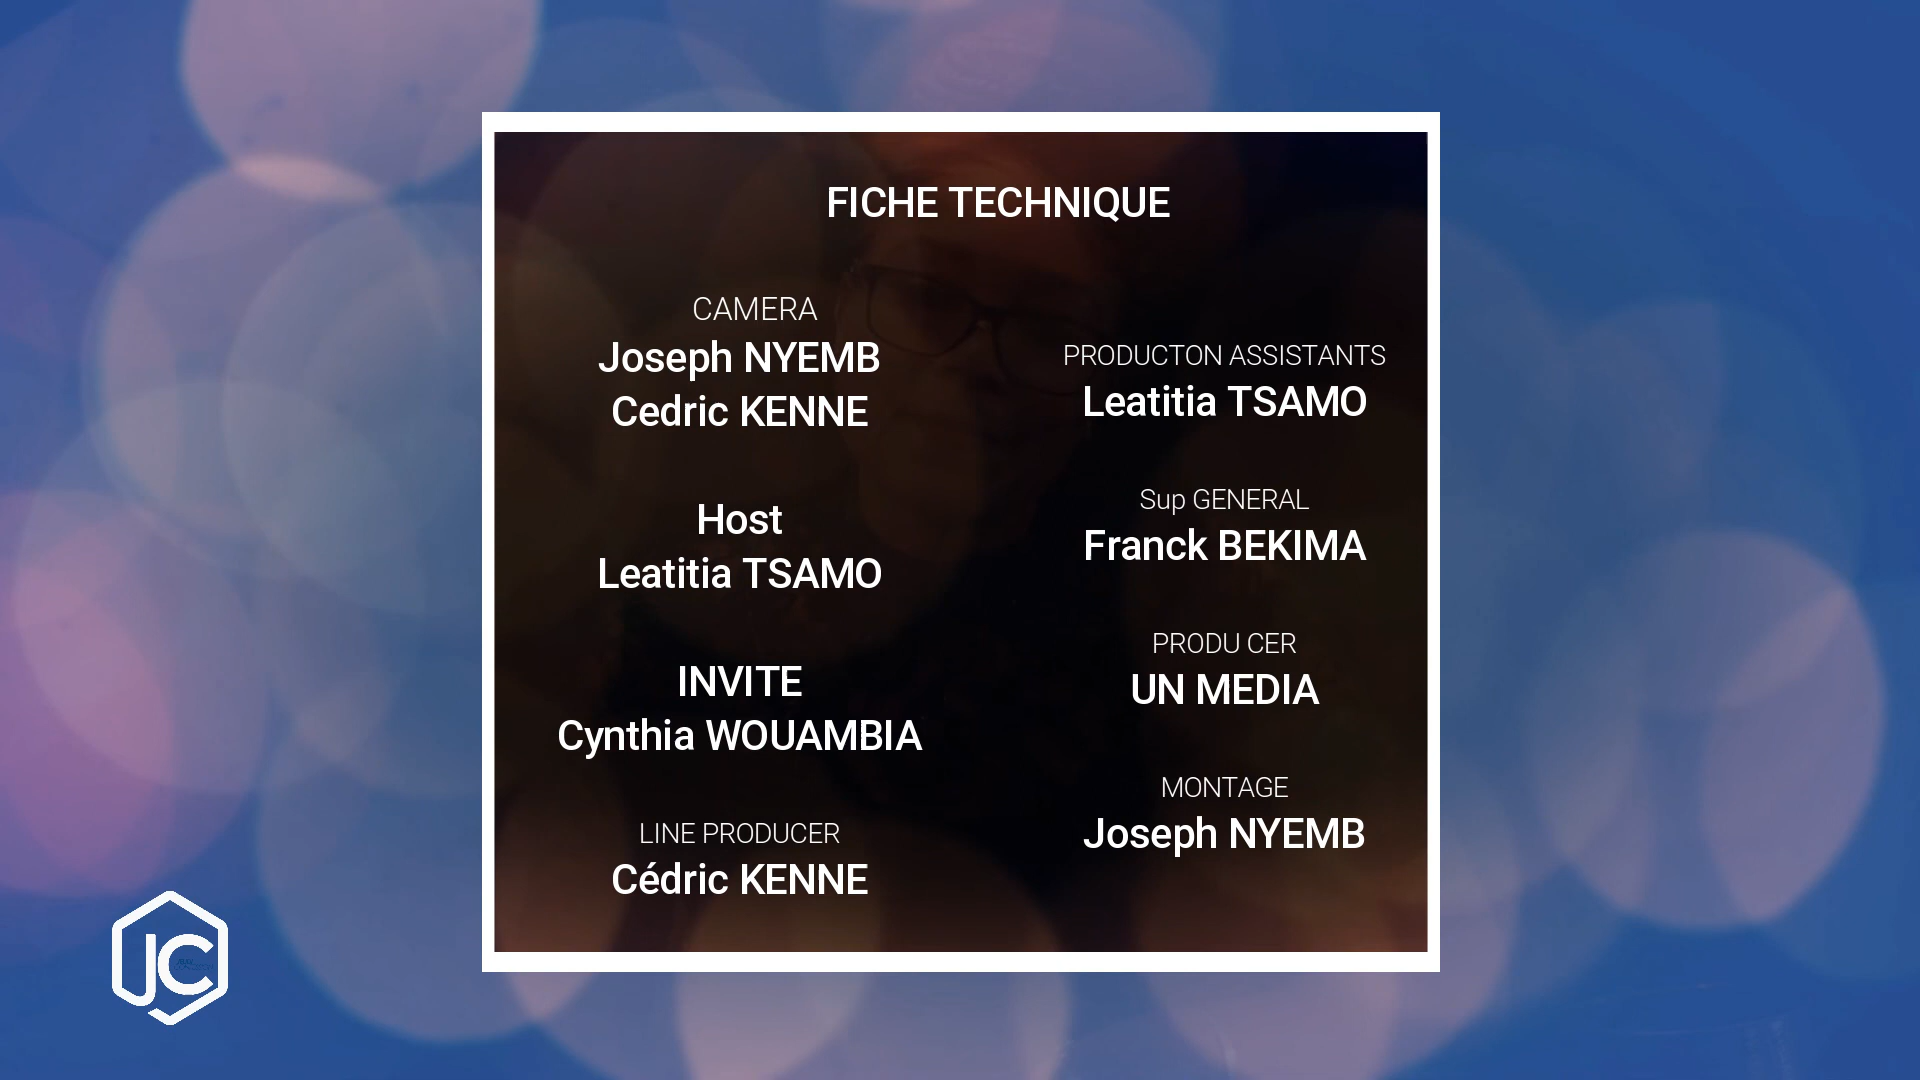 FICHE TECHNIQUE
CAMERA
Joseph NYEMB
Cedric KENNE
Host
Leatitia TSAMO
INVITE
Cynthia WOUAMBIA
LINE PRODUCER
Cédric KENNE
PRODUCTON ASSISTANTS
Leatitia TSAMO
Sup GENERAL
Franck BEKIMA
PRODU CER
UN MEDIA
MONTAGE
Joseph NYEMB
JC